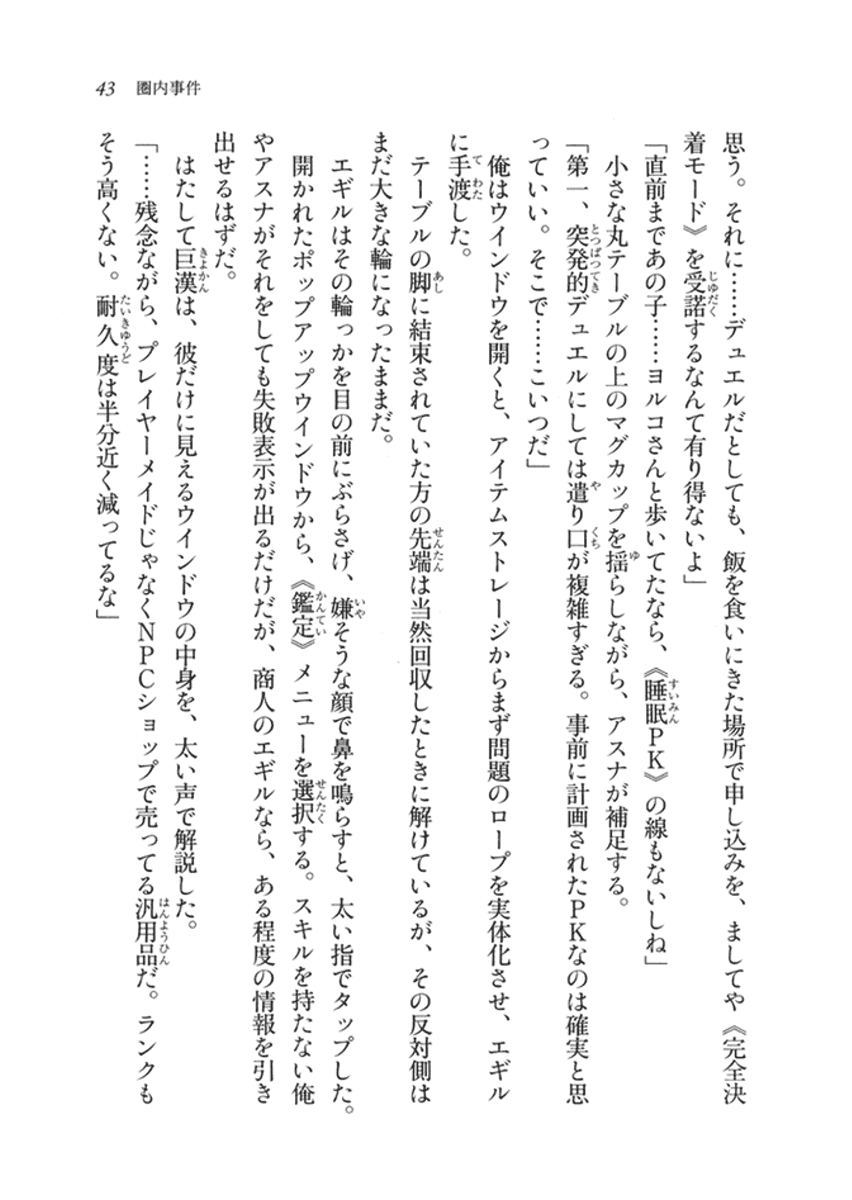 43　圏内事件
思う。それに……デュエルだとしても、飯を食いにきた場所で申し込みを、ましてや《完全決
着モード》を受諾するなんて有り得ないよ」
「直前まであの子……ヨルコさんと歩いてたなら、《睡眠ＰＫ》の線もないしね」
　小さな丸テーブルの上のマグカップを揺らしながら、アスナが補足する。
「第一、突発的デュエルにしては遣り口が複雑すぎる。事前に計画されたＰＫなのは確実と思
っていい。そこで……こいつだ」
　俺はウインドウを開くと、アイテムストレージからまず問題のロープを実体化させ、エギル
に手渡した。
　テーブルの脚に結束されていた方の先端は当然回収したときに解けているが、その反対側は
まだ大きな輪になったままだ。
　エギルはその輪っかを目の前にぶらさげ、嫌そうな顔で鼻を鳴らすと、太い指でタップした。
　開かれたポップアップウインドウから、《鑑定》メニューを選択する。スキルを持たない俺
やアスナがそれをしても失敗表示が出るだけだが、商人のエギルなら、ある程度の情報を引き
出せるはずだ。
　はたして巨漢は、彼だけに見えるウインドウの中身を、太い声で解説した。
「……残念ながら、プレイヤーメイドじゃなくＮＰＣショップで売ってる汎用品だ。ランクも
そう高くない。耐久度は半分近く減ってるな」